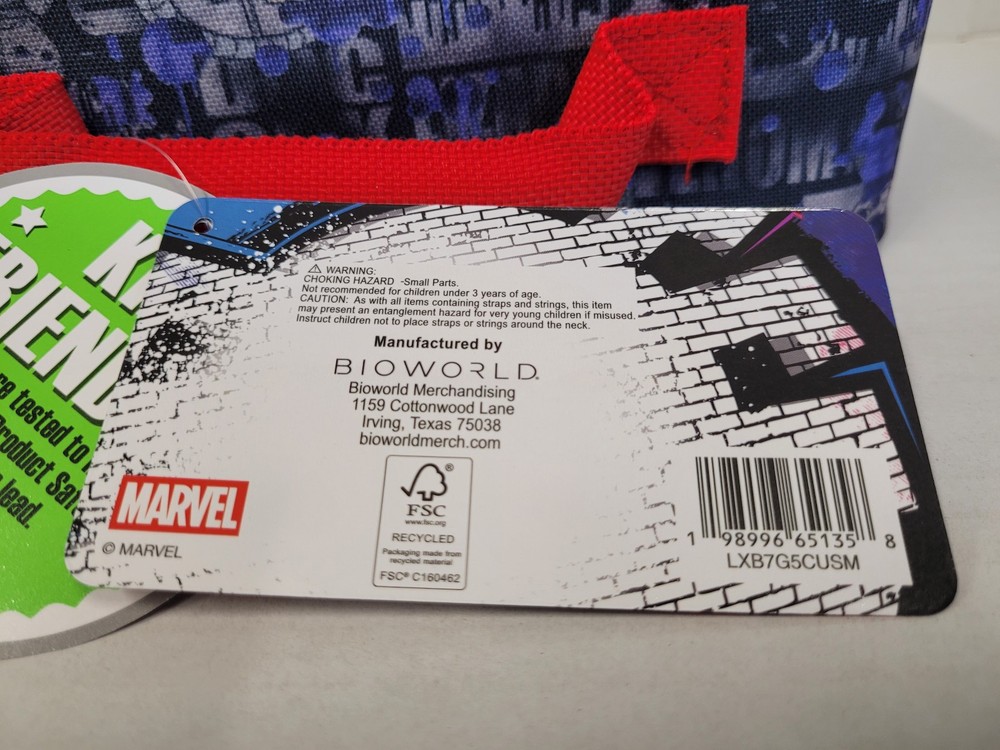 ⚠ WARNING:
CHOKING HAZARD -Small Parts.
Not recommended for children under 3 years of age.
CAUTION: As with all items containing straps and strings, this item
may present an entanglement hazard for very young children if misused.
Instruct children not to place straps or strings around the neck.
Manufactured by
BIOWORLD
Bioworld Merchandising
1159 Cottonwood Lane
Irving, Texas 75038
bioworldmerch.com
FSC®
www.fsc.org
RECYCLED
Packaging made from
recycled material
FSC® C160462
MARVEL
© MARVEL
1 98996 65135 8
LXB7G5CUSM
tested to
Product
lead.